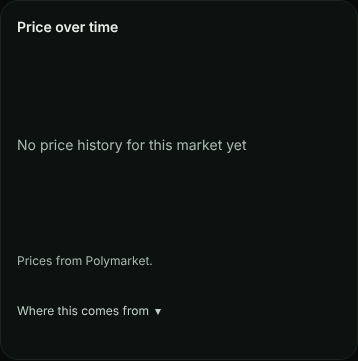 Price over time
No price history for this market yet
Prices from Polymarket.
Where this comes from ▼